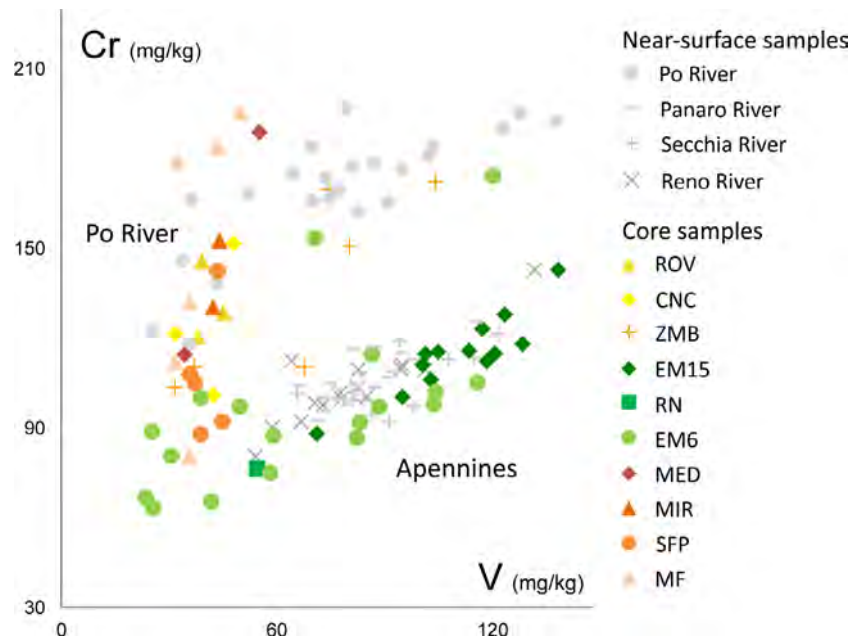 Cr (mg/kg)
210
150
90
30
0
60
120
V (mg/kg)
Po River
Apennines
Near-surface samples
Po River
Panaro River
Secchia River
Reno River
Core samples
ROV
CNC
ZMB
EM15
RN
EM6
MED
MIR
SFP
MF